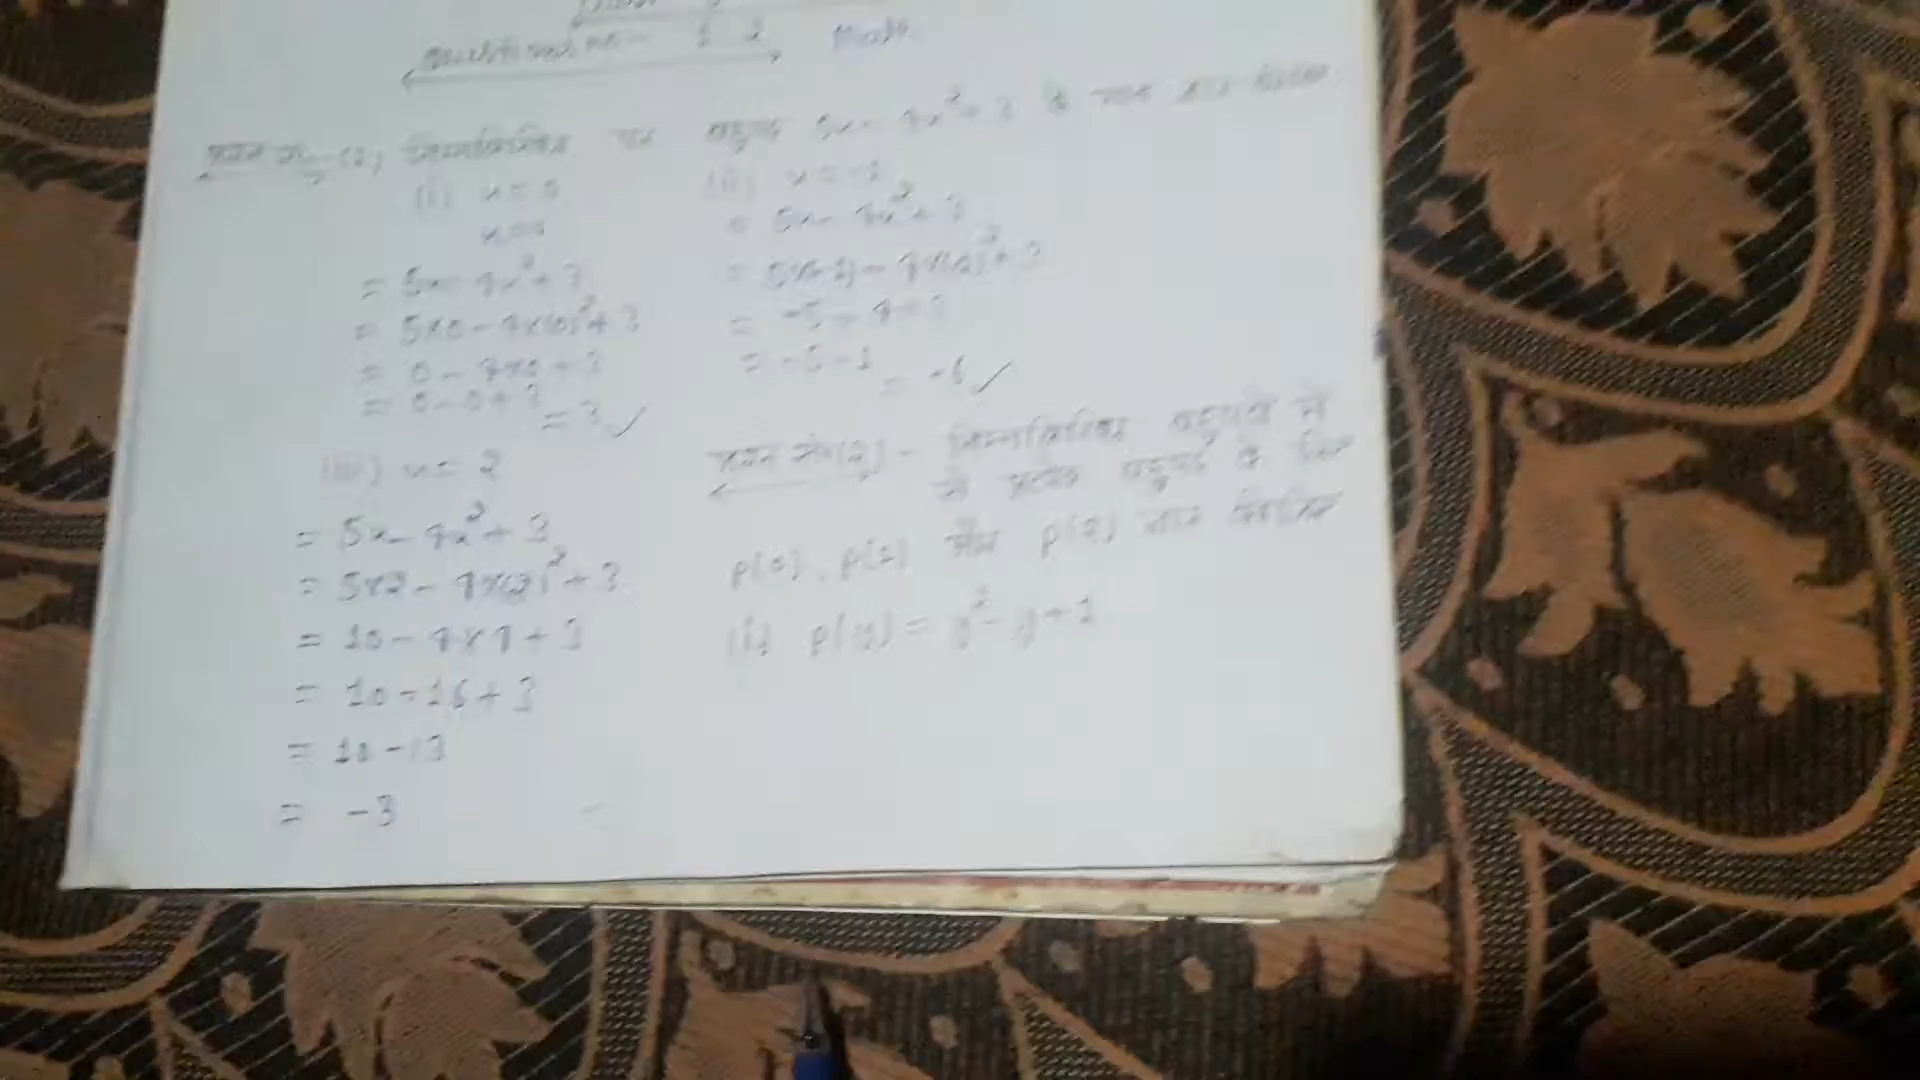 Math
प्रश्न सं०-(1) निम्नलिखित पर बहुपद 5x - 4x² + 3 के मान
(i) x = 0
x = 0
= 5x - 4x² + 3
= 5×0 - 4×(0)² + 3
= 0 - 4×0 + 3
= 0 - 0 + 3
= 3 ✓
(ii) x = -1
= 5x - 4x² + 3
= 5×(-1) - 4×(-1)² + 3
= -5 - 4 + 3
= -5 - 1
= -6 ✓
(iii) x = 2
= 5x - 4x² + 3
= 5×2 - 4×(2)² + 3
= 10 - 4×4 + 3
= 10 - 16 + 3
= 10 - 13
= -3
प्रश्न सं०(2) - निम्नलिखित बहुपदों में
से प्रत्येक बहुपद के लिए
p(0), p(1) और p(2) ज्ञात कीजिए
(i) p(y) = y² - y + 1